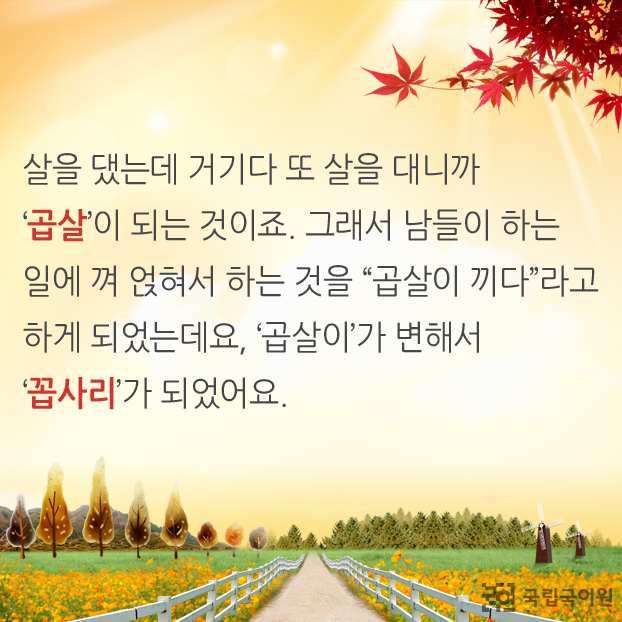 살을 댔는데 거기다 또 살을 대니까
‘곱살’이 되는 것이죠. 그래서 남들이 하는
일에 껴 얹혀서 하는 것을 “곱살이 끼다”라고
하게 되었는데요, ‘곱살이’가 변해서
‘꼽사리’가 되었어요.
국립국어원